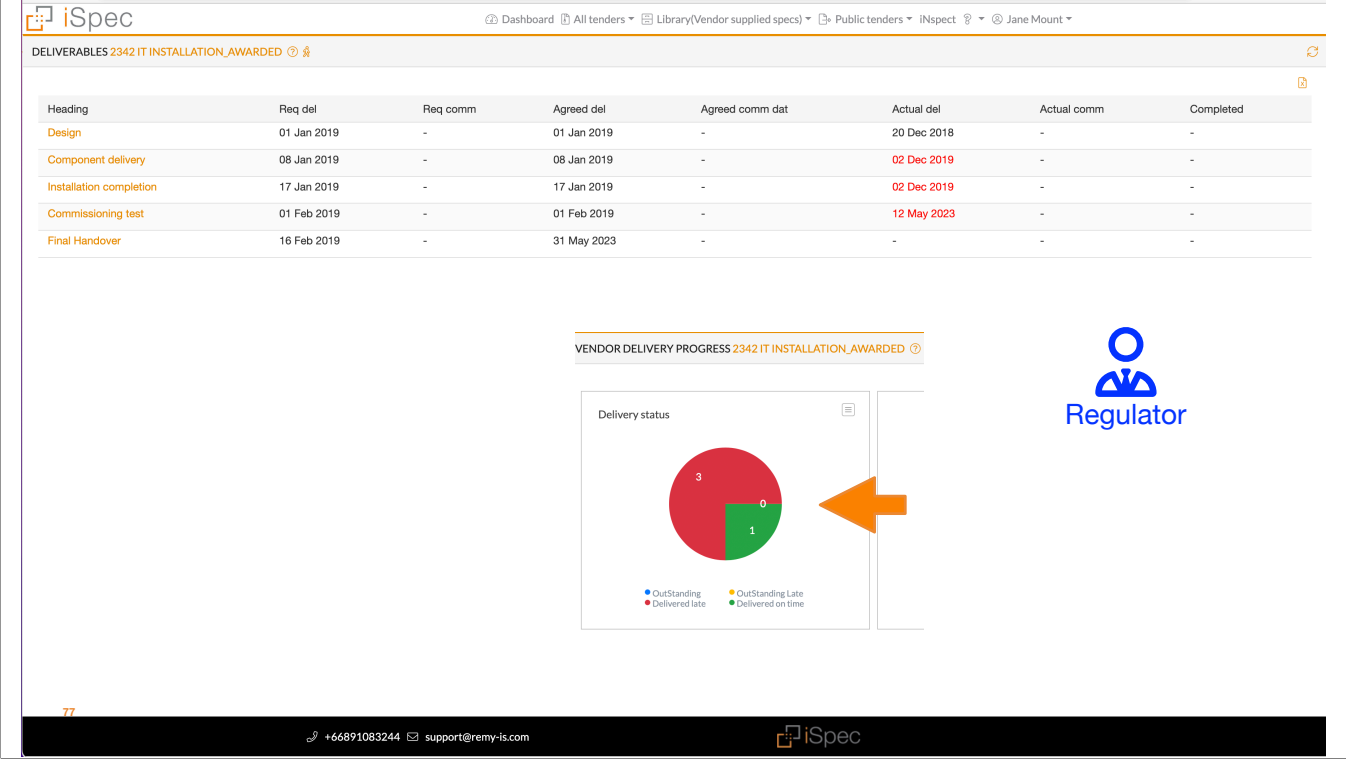 iSpec
Dashboard All tenders Library(Vendor supplied specs) Public tenders iNspect Jane Mount
DELIVERABLES 2342 IT INSTALLATION_AWARDED
Heading Req del Req comm Agreed del Agreed comm dat Actual del Actual comm Completed
Design 01 Jan 2019 - 01 Jan 2019 - 20 Dec 2018 - -
Component delivery 08 Jan 2019 - 08 Jan 2019 - 02 Dec 2019 - -
Installation completion 17 Jan 2019 - 17 Jan 2019 - 02 Dec 2019 - -
Commissioning test 01 Feb 2019 - 01 Feb 2019 - 12 May 2023 - -
Final Handover 16 Feb 2019 - 31 May 2023 - - - -
VENDOR DELIVERY PROGRESS 2342 IT INSTALLATION_AWARDED
Delivery status
3
0
1
OutStanding OutStanding Late
Delivered late Delivered on time
Regulator
77
+66891083244 support@remy-is.com iSpec